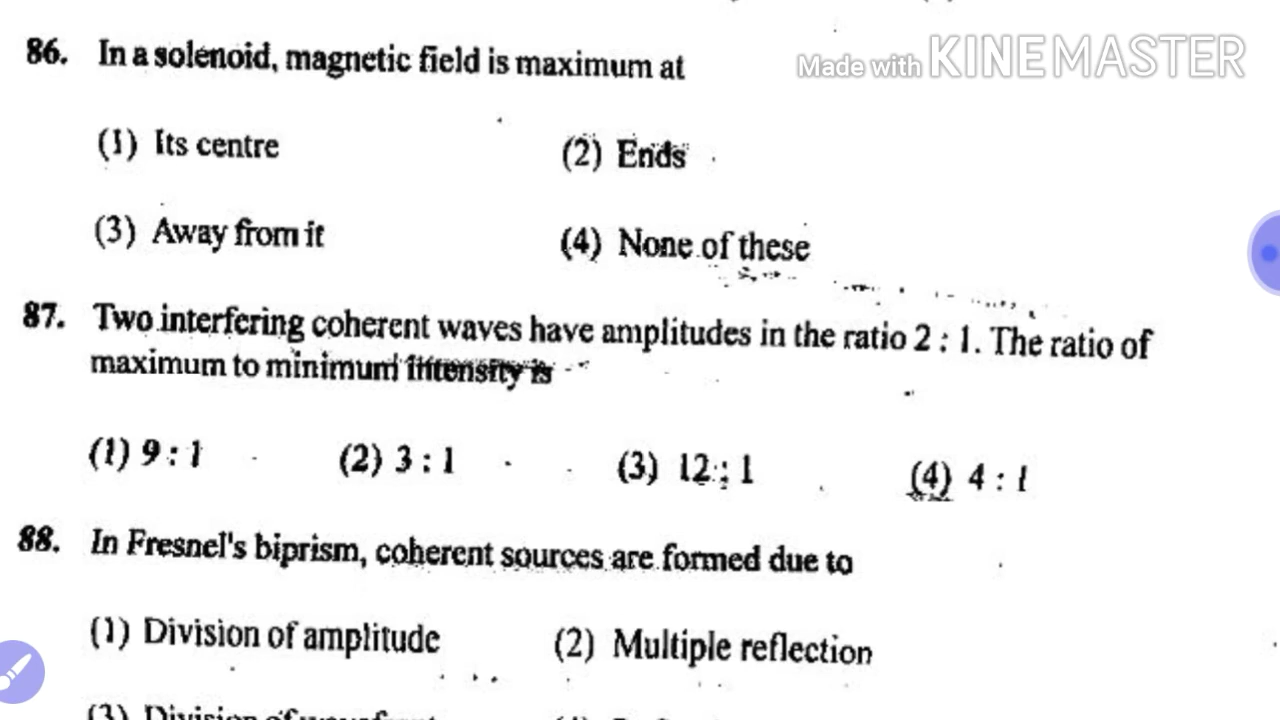 Made with KINEMASTER
86. In a solenoid, magnetic field is maximum at
(1) Its centre (2) Ends
(3) Away from it (4) None of these
87. Two interfering coherent waves have amplitudes in the ratio 2 : 1. The ratio of
maximum to minimum intensity is
(1) 9 : 1 (2) 3 : 1 (3) 12 : 1 (4) 4 : 1
88. In Fresnel's biprism, coherent sources are formed due to
(1) Division of amplitude (2) Multiple reflection
(3) Division of